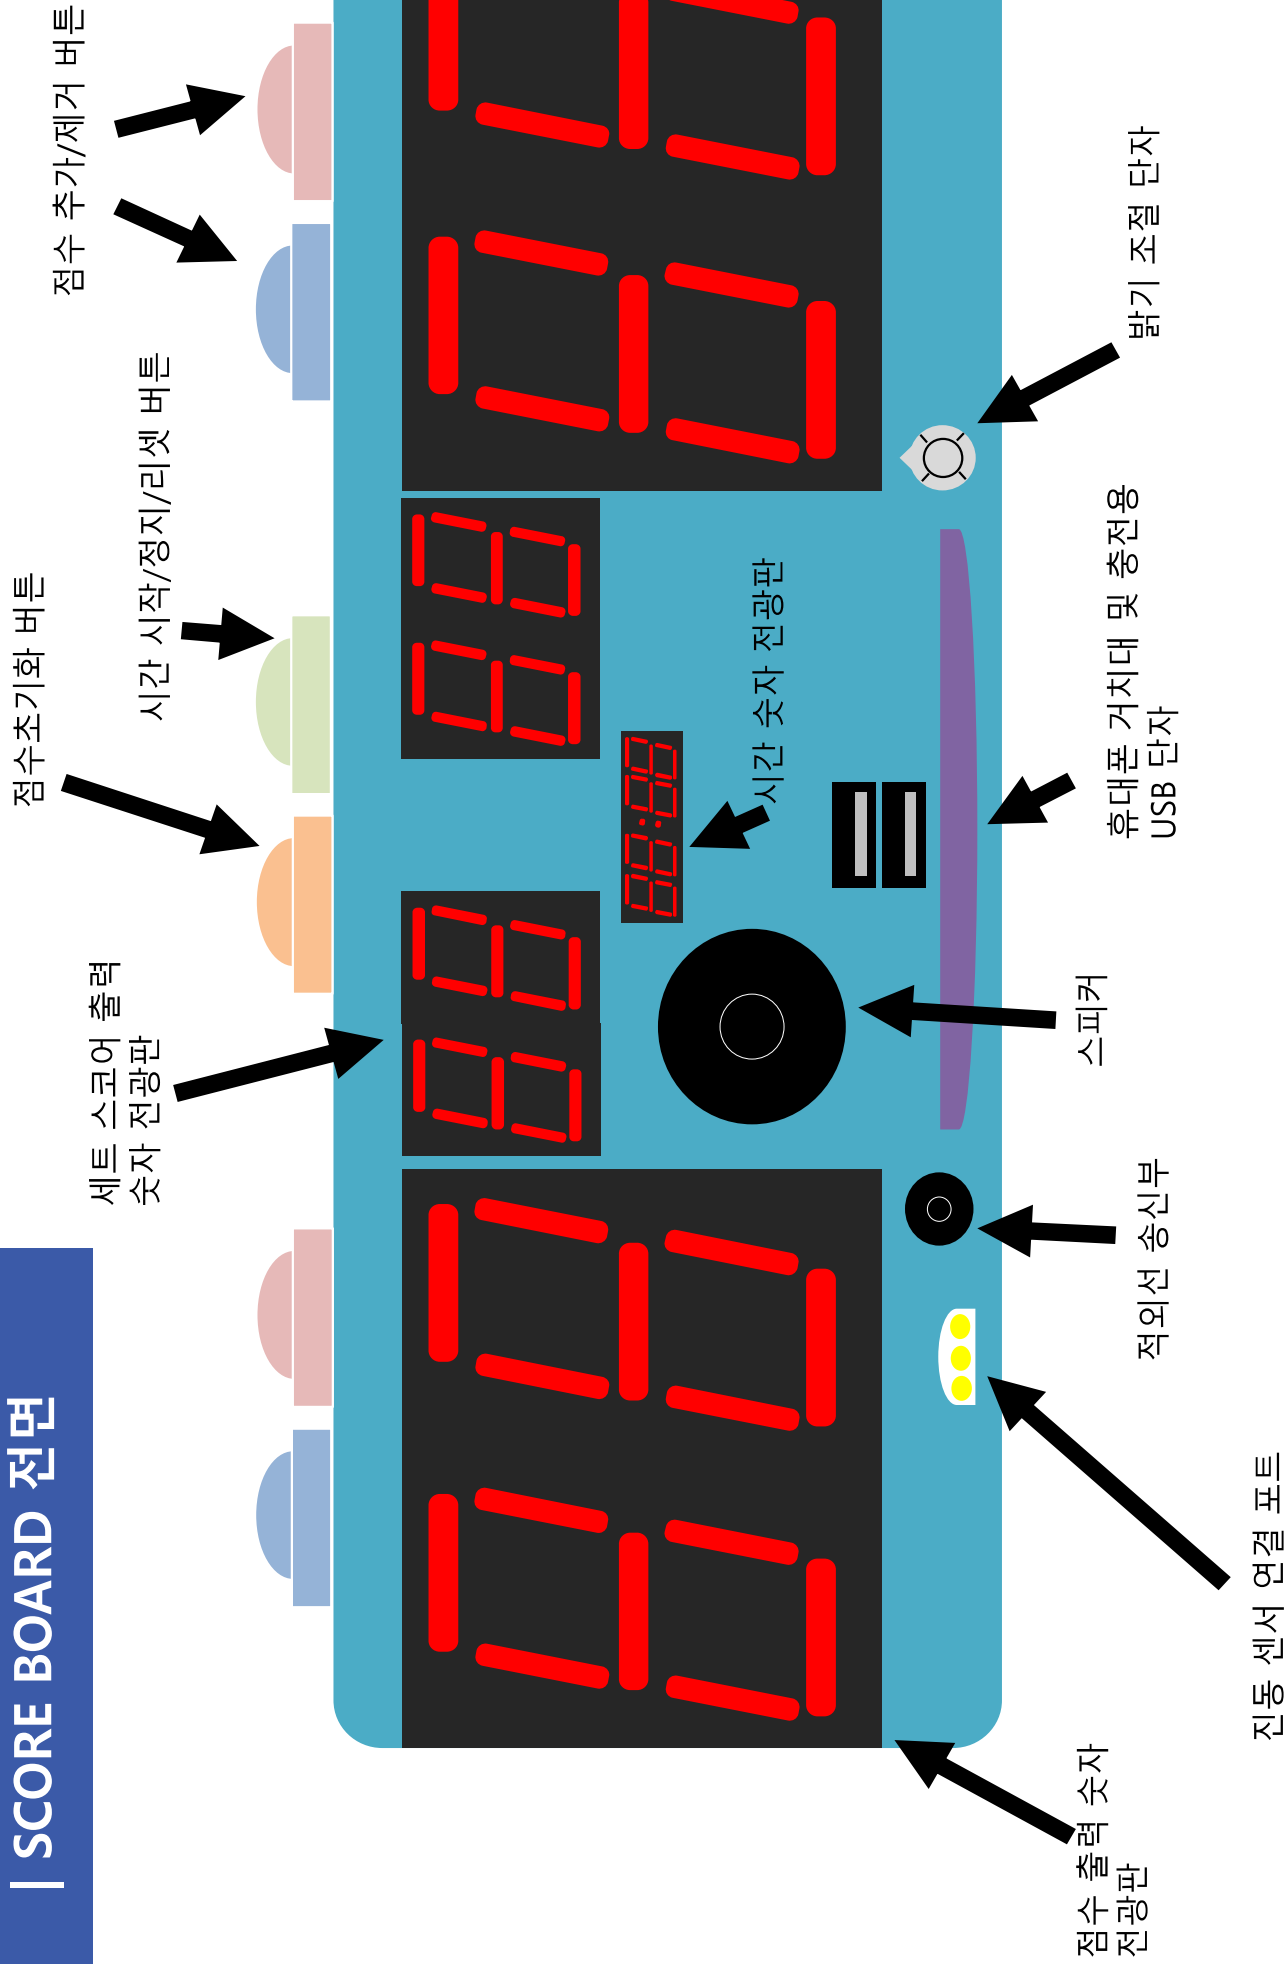 | SCORE BOARD 전면
점수초기화 버튼
점수 추가/제거 버튼
세트 스코어 출력
숫자 전광판
시간 시작/정지/리셋 버튼
시간 숫자 전광판
점수 출력 숫자
전광판
스피커
휴대폰 거치대 및 충전용
USB 단자
적외선 송신부
밝기 조절 단자
진동 센서 연결 포트